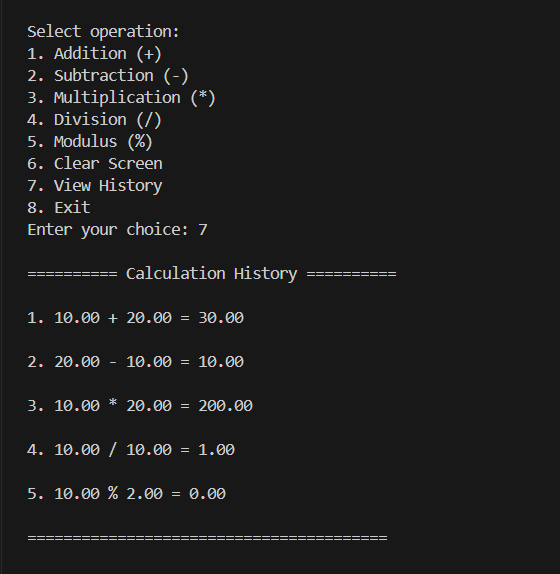 Select operation:
1. Addition (+)
2. Subtraction (-)
3. Multiplication (*)
4. Division (/)
5. Modulus (%)
6. Clear Screen
7. View History
8. Exit
Enter your choice: 7
========== Calculation History ==========
1. 10.00 + 20.00 = 30.00
2. 20.00 - 10.00 = 10.00
3. 10.00 * 20.00 = 200.00
4. 10.00 / 10.00 = 1.00
5. 10.00 % 2.00 = 0.00
========================================